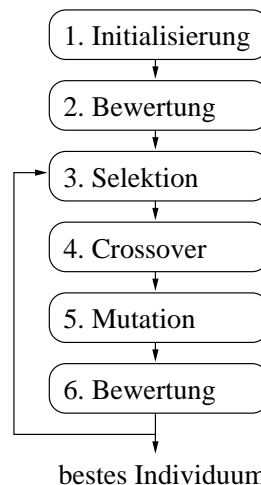 1. Initialisierung
2. Bewertung
3. Selektion
4. Crossover
5. Mutation
6. Bewertung
bestes Individuum